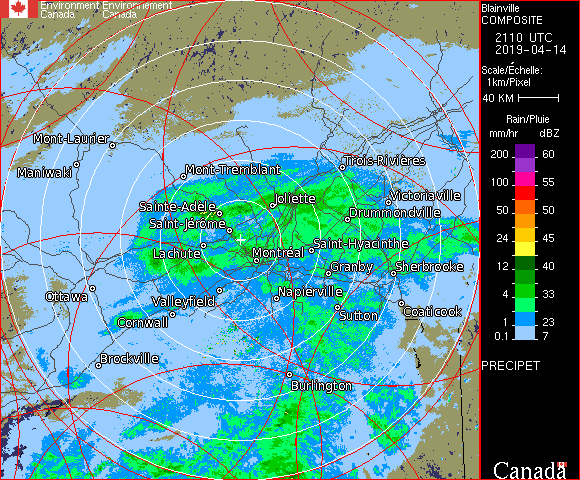 Environment Environnement
Canada Canada
Blainville
COMPOSITE
2110 UTC
2019-04-14
Scale/Échelle:
1km/Pixel
40 KM
Rain/Pluie
mm/hr dBZ
200 60
100 55
50 50
24 45
12 40
4 33
1 23
0.1 7
PRECIPET
Canada
Mont-Laurier
Maniwaki
Mont-Tremblant
Trois-Rivières
Victoriaville
Joliette
Sainte-Adèle
Drummondville
Saint-Jérôme
Saint-Hyacinthe
Lachute
Montréal
Granby
Sherbrooke
Ottawa
Valleyfield
Napierville
Coaticook
Cornwall
Sutton
Brockville
Burlington